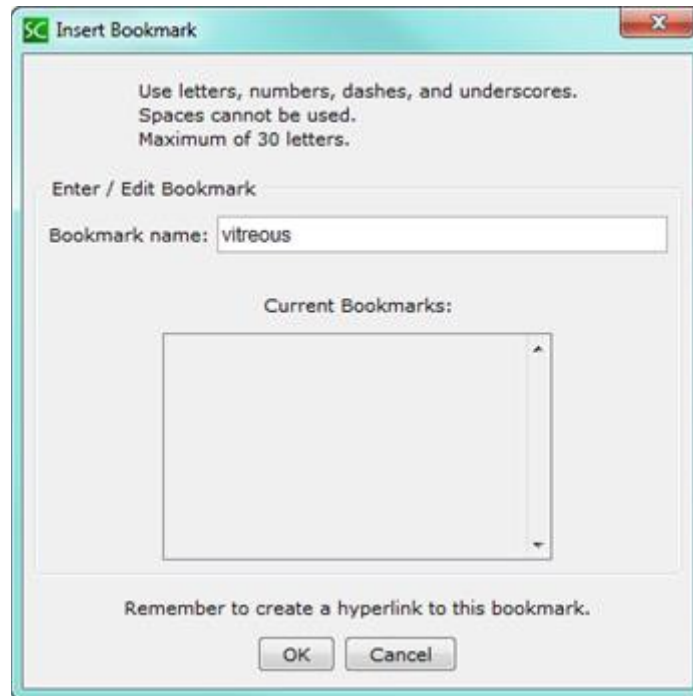 SC Insert Bookmark
Use letters, numbers, dashes, and underscores.
Spaces cannot be used.
Maximum of 30 letters.
Enter / Edit Bookmark
Bookmark name: vitreous
Current Bookmarks:
Remember to create a hyperlink to this bookmark.
OK Cancel